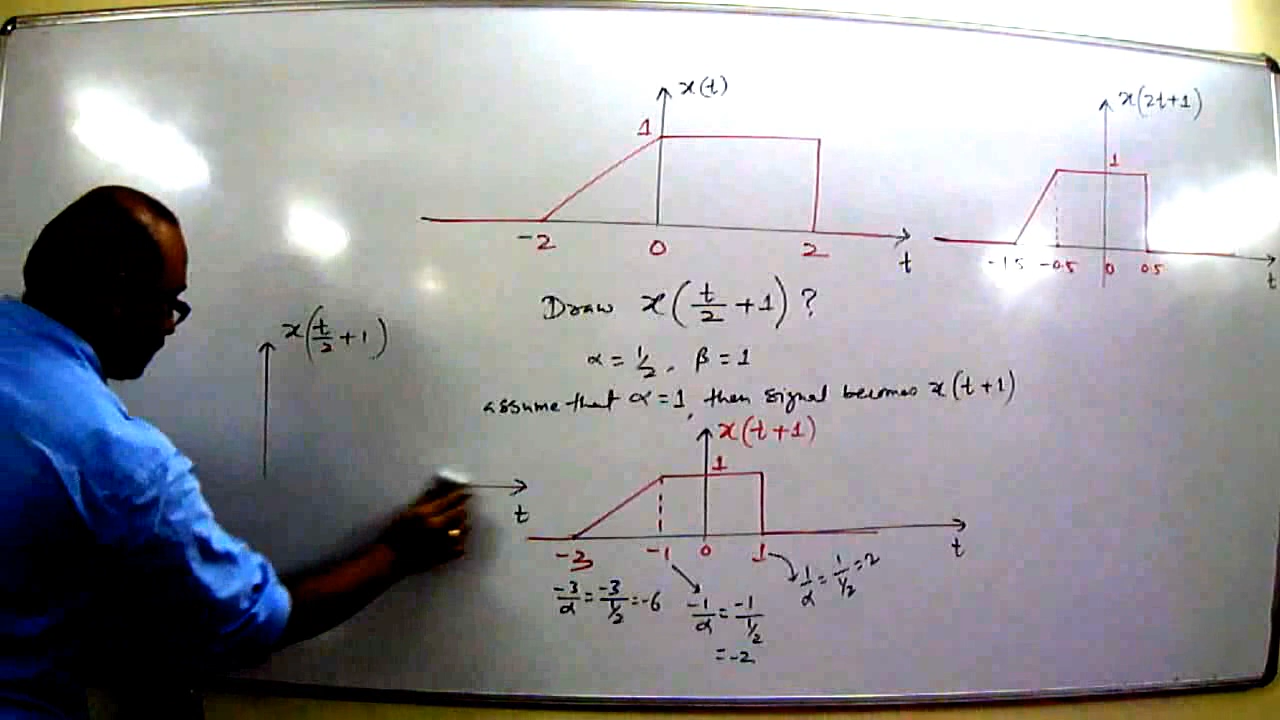 x(t)
1
-2 0 2 t
x(2t+1)
1
-1.5 -0.5 0 0.5 t
Draw x(t/2 + 1) ?
α = 1/2, β = 1
assume that α = 1, then signal becomes x(t+1)
x(t/2 + 1)
t
x(t+1)
1
-3 -1 0 1 t
-3/α = -3/(1/2) = -6
-1/α = -1/(1/2)
= -2
1/α = 1/(1/2) = 2